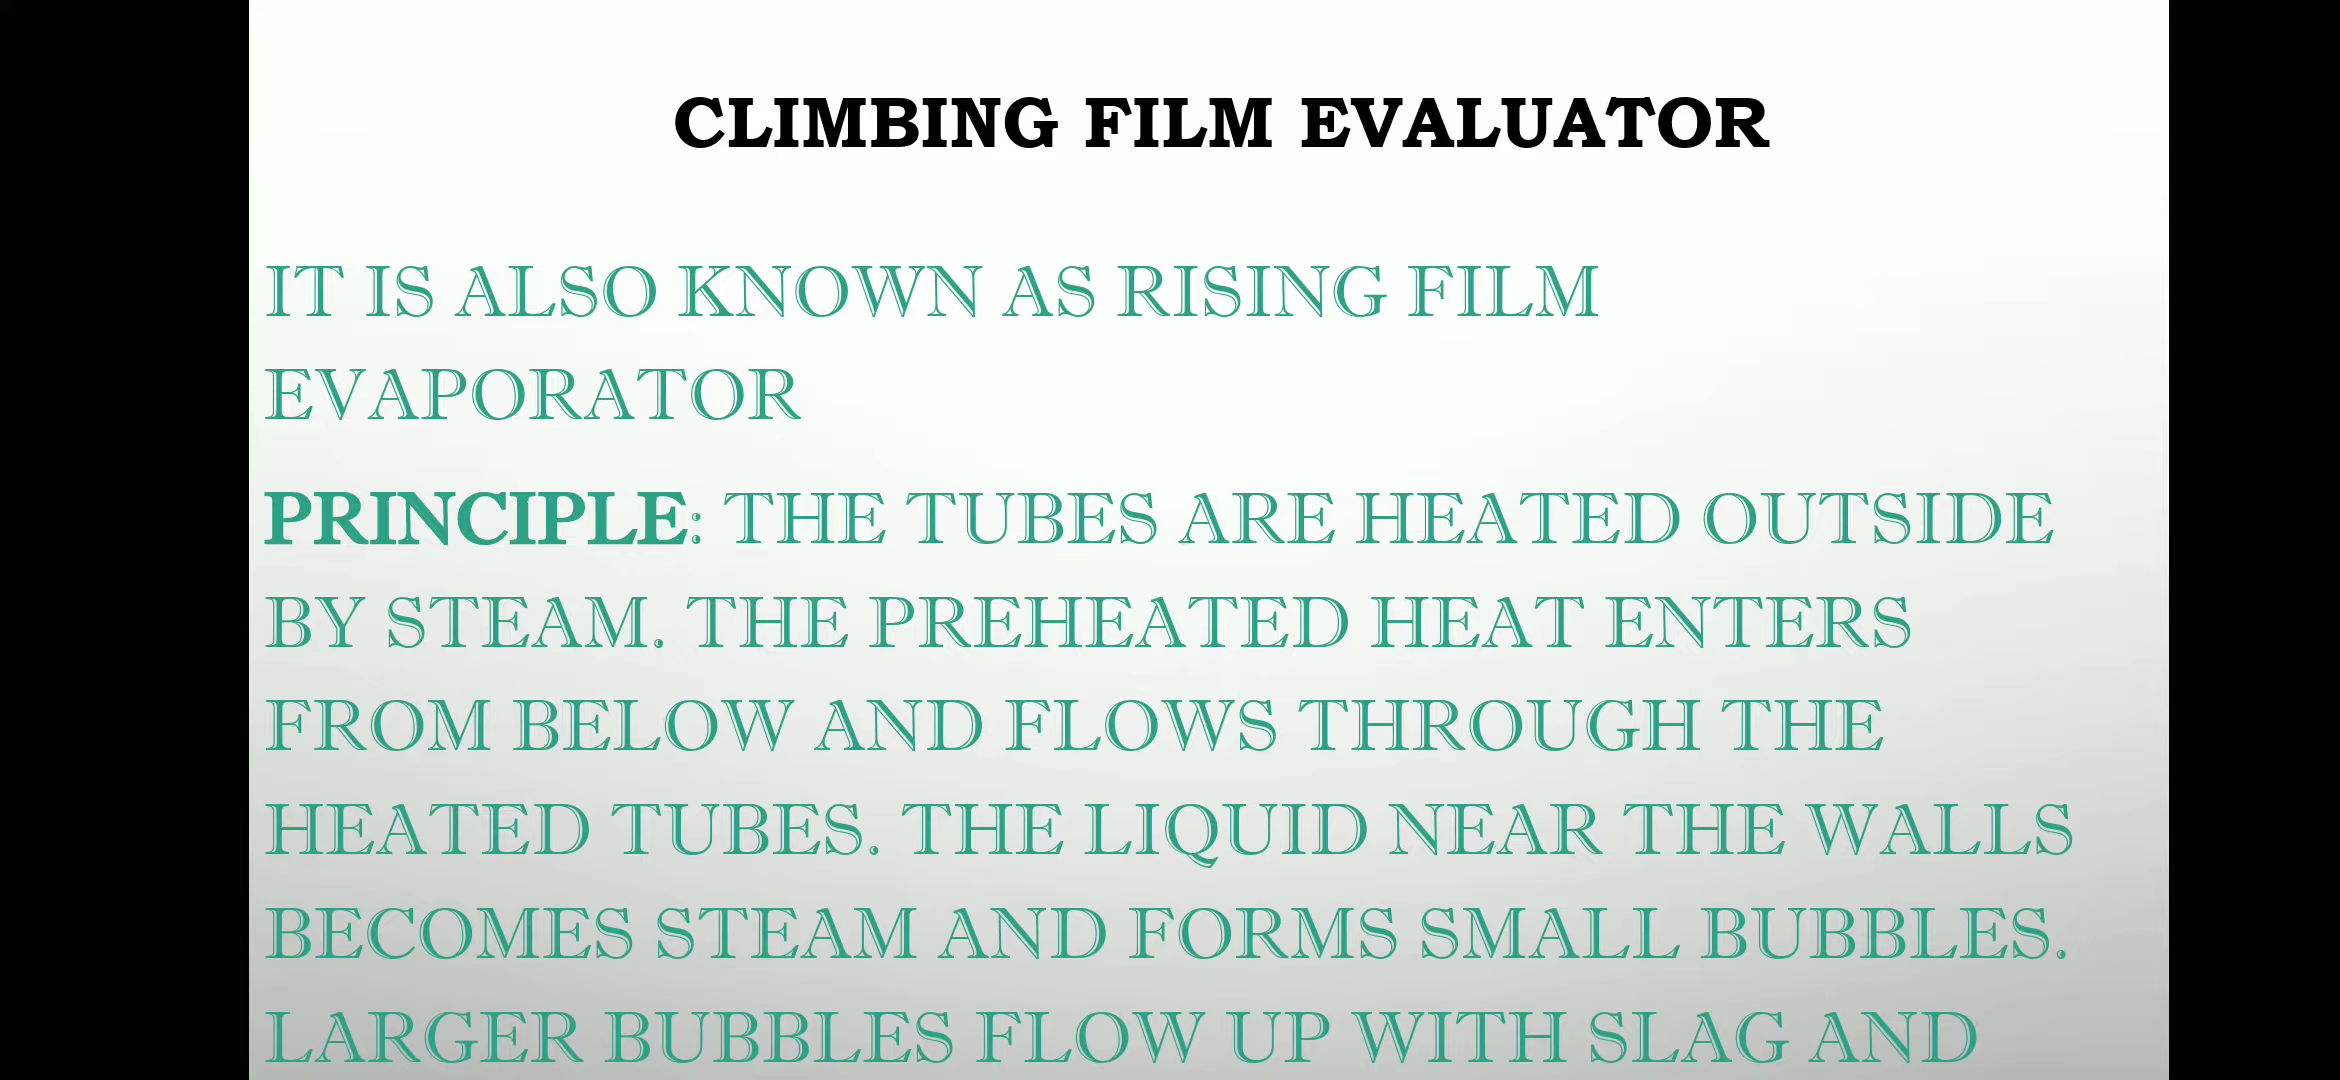 CLIMBING FILM EVALUATOR
IT IS ALSO KNOWN AS RISING FILM
EVAPORATOR
PRINCIPLE: THE TUBES ARE HEATED OUTSIDE
BY STEAM. THE PREHEATED HEAT ENTERS
FROM BELOW AND FLOWS THROUGH THE
HEATED TUBES. THE LIQUID NEAR THE WALLS
BECOMES STEAM AND FORMS SMALL BUBBLES.
LARGER BUBBLES FLOW UP WITH SLAG AND